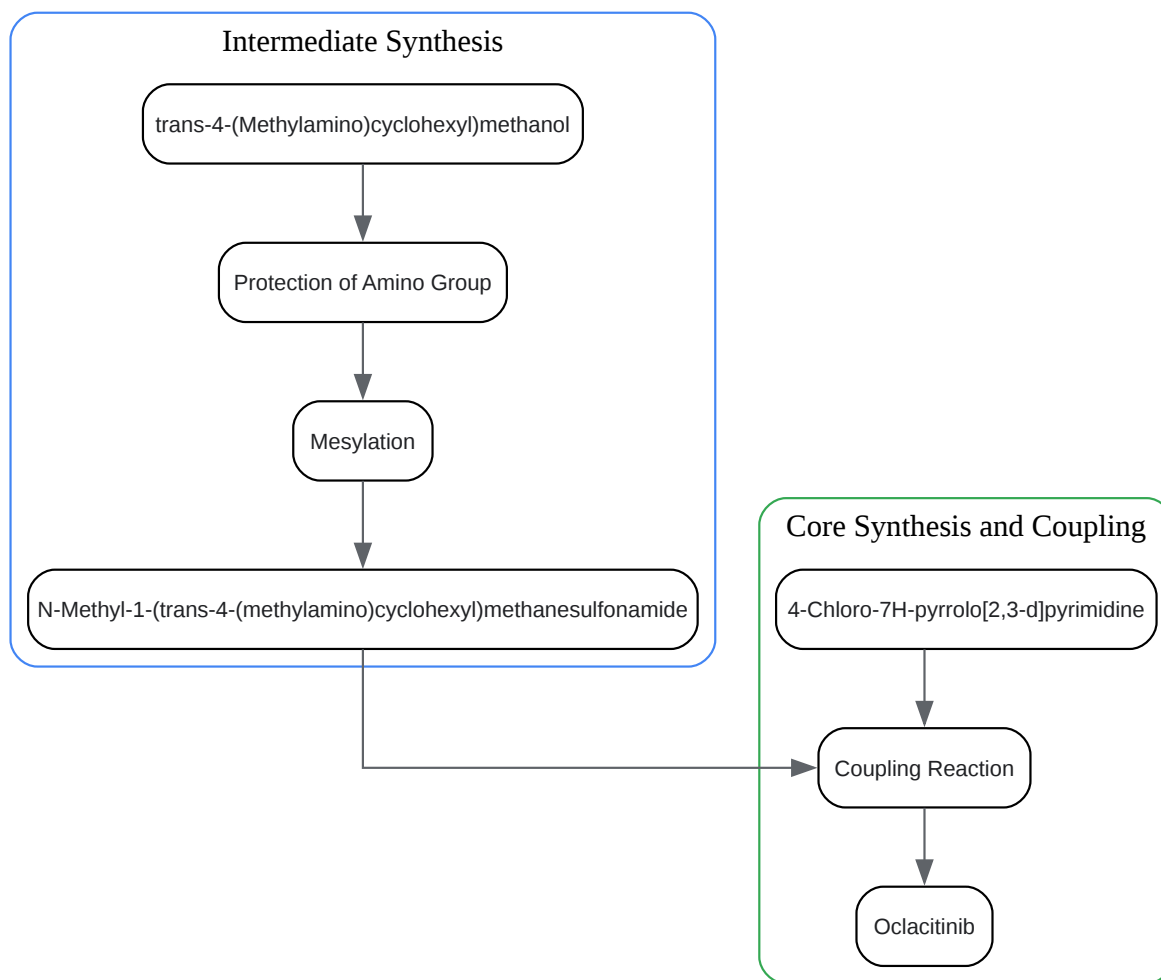 Intermediate Synthesis
trans-4-(Methylamino)cyclohexyl)methanol
Protection of Amino Group
Mesylation
N-Methyl-1-(trans-4-(methylamino)cyclohexyl)methanesulfonamide
Core Synthesis and Coupling
4-Chloro-7H-pyrrolo[2,3-d]pyrimidine
Coupling Reaction
Oclacitinib